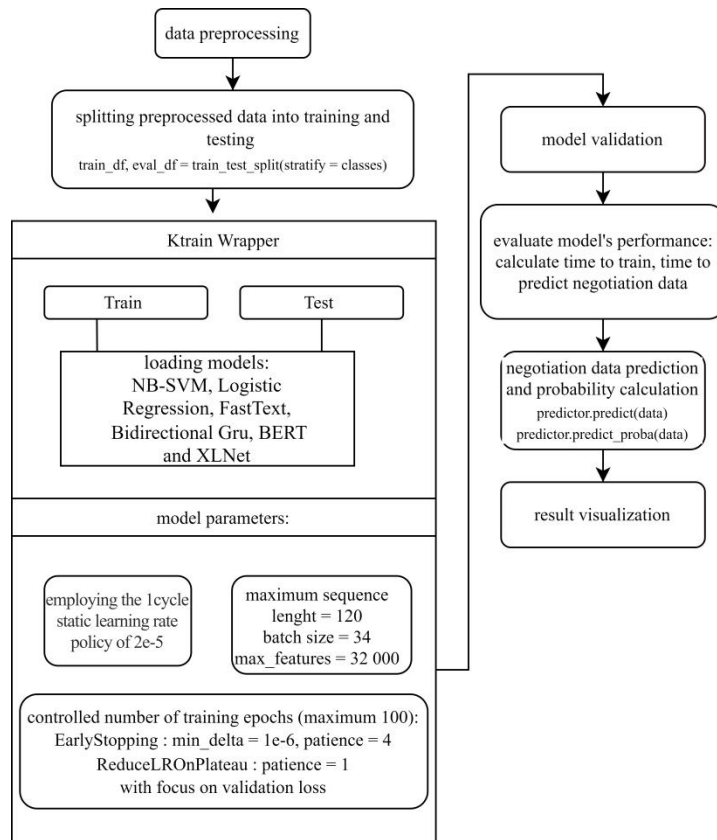 data preprocessing
splitting preprocessed data into training and
testing
train_df, eval_df = train_test_split(stratify = classes)
Ktrain Wrapper
Train
Test
loading models:
NB-SVM, Logistic
Regression, FastText,
Bidirectional Gru, BERT
and XLNet
model parameters:
employing the 1cycle
static learning rate
policy of 2e-5
maximum sequence
lenght = 120
batch size = 34
max_features = 32 000
controlled number of training epochs (maximum 100):
EarlyStopping : min_delta = 1e-6, patience = 4
ReduceLROnPlateau : patience = 1
with focus on validation loss
model validation
evaluate model's performance:
calculate time to train, time to
predict negotiation data
negotiation data prediction
and probability calculation
predictor.predict(data)
predictor.predict_proba(data)
result visualization